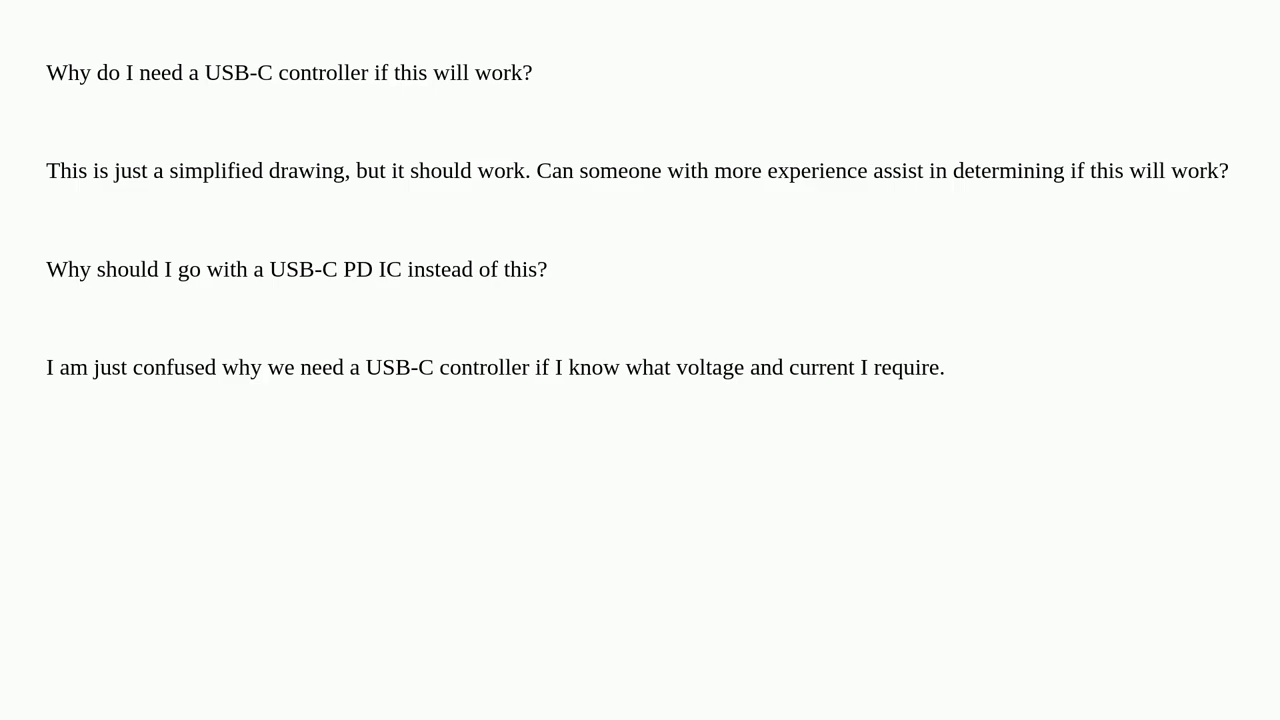 Why do I need a USB-C controller if this will work?
This is just a simplified drawing, but it should work. Can someone with more experience assist in determining if this will work?
Why should I go with a USB-C PD IC instead of this?
I am just confused why we need a USB-C controller if I know what voltage and current I require.